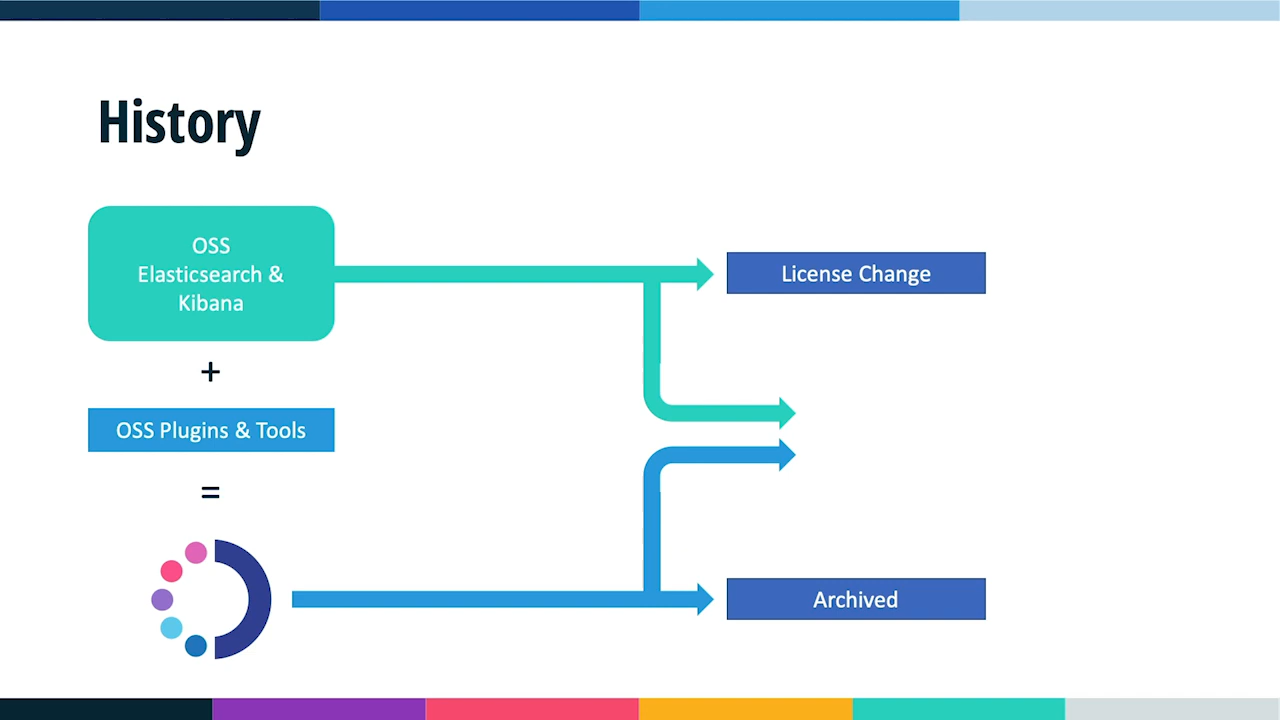 History
OSS
Elasticsearch &
Kibana
License Change
+
OSS Plugins & Tools
=
Archived